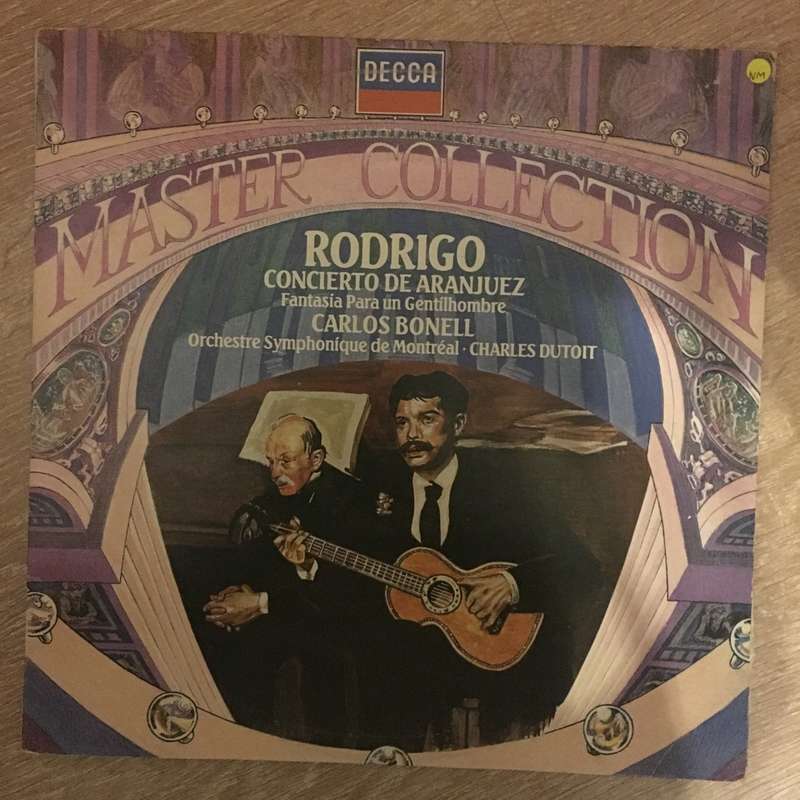 DECCA
NM
MASTER COLLECTION
RODRIGO
CONCIERTO DE ARANJUEZ
Fantasía Para un Gentilhombre
CARLOS BONELL
Orchestre Symphonique de Montréal · CHARLES DUTOIT